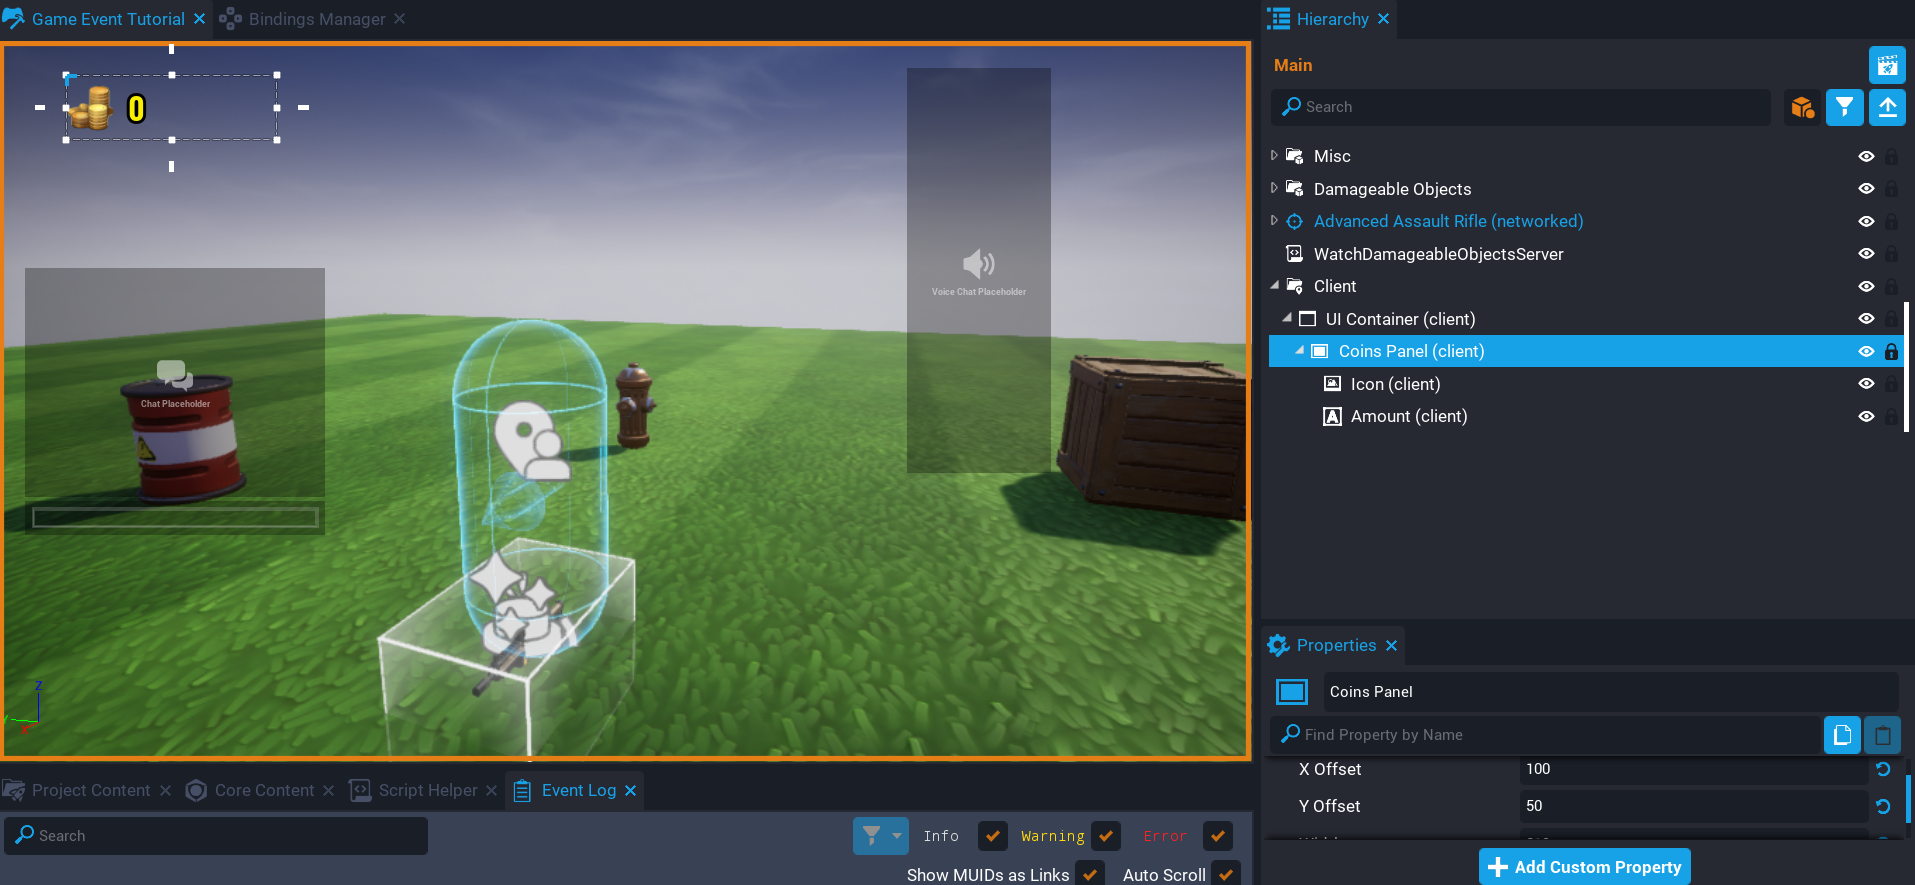 Game Event Tutorial
Bindings Manager
Hierarchy
Main
Search
Misc
Damageable Objects
Advanced Assault Rifle (networked)
WatchDamageableObjectsServer
Client
UI Container (client)
Coins Panel (client)
Icon (client)
Amount (client)
0
Voice Chat Placeholder
Chat Placeholder
Z
Y
X
Properties
Coins Panel
Find Property by Name
X Offset 100
Y Offset 50
Add Custom Property
Project Content
Core Content
Script Helper
Event Log
Search
Info
Warning
Error
Show MUIDs as Links
Auto Scroll